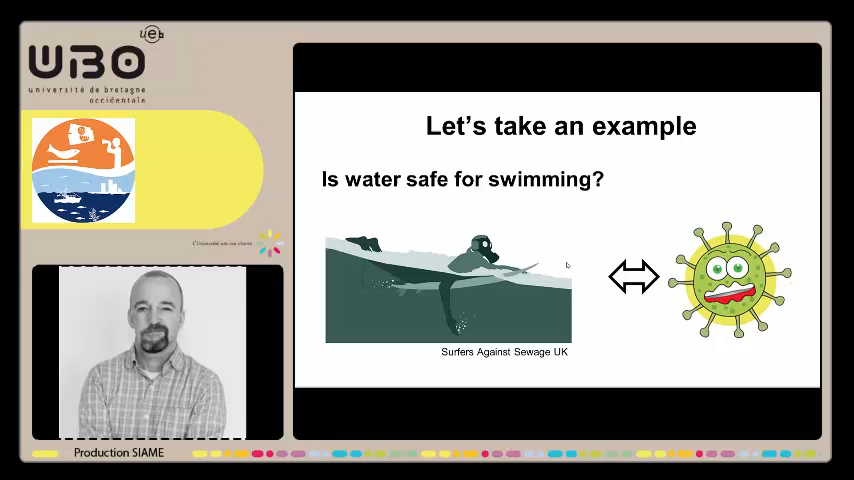 ueb
UBO
université de bretagne
occidentale
L'Université est une chance
Let's take an example
Is water safe for swimming?
Surfers Against Sewage UK
Production SIAME